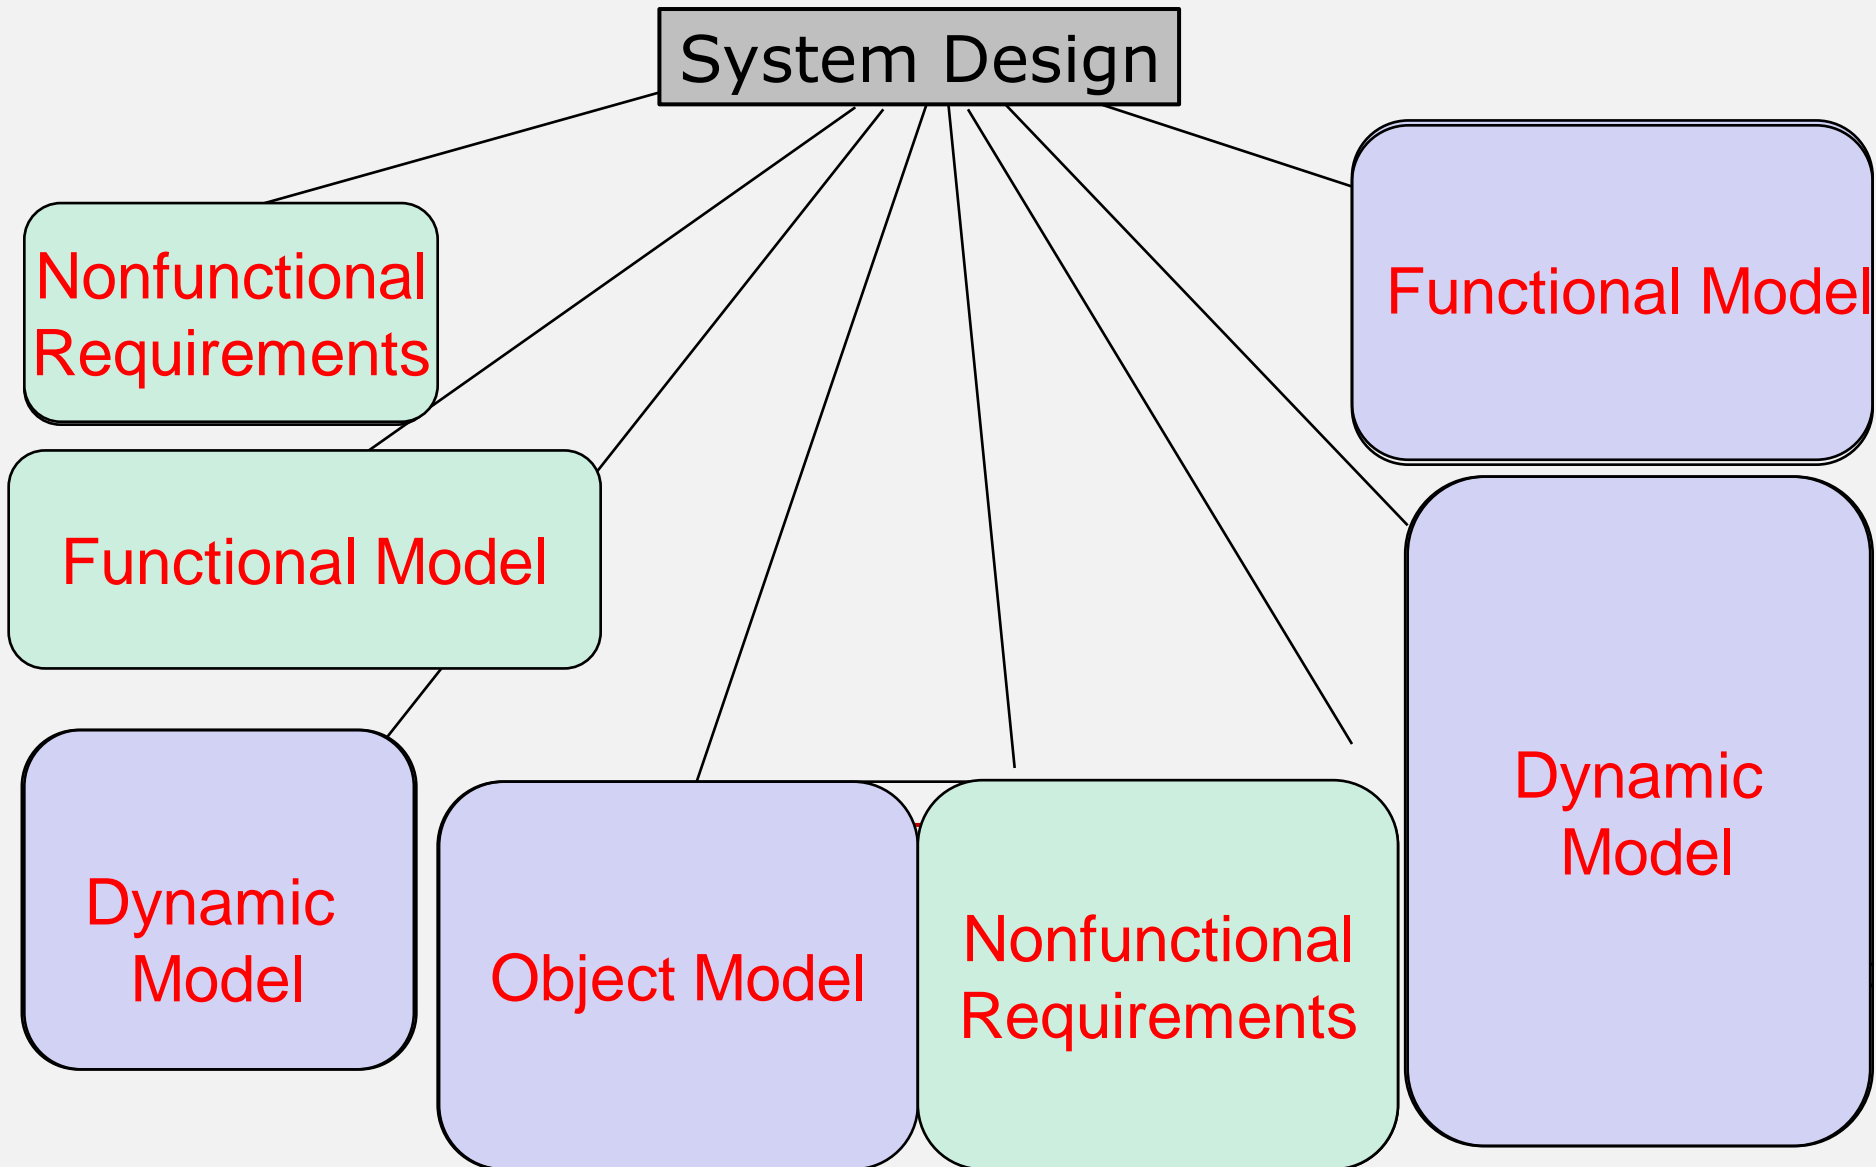 System Design
Nonfunctional
Requirements
Functional Model
Functional Model
Dynamic
Model
Object Model
Nonfunctional
Requirements
Dynamic
Model